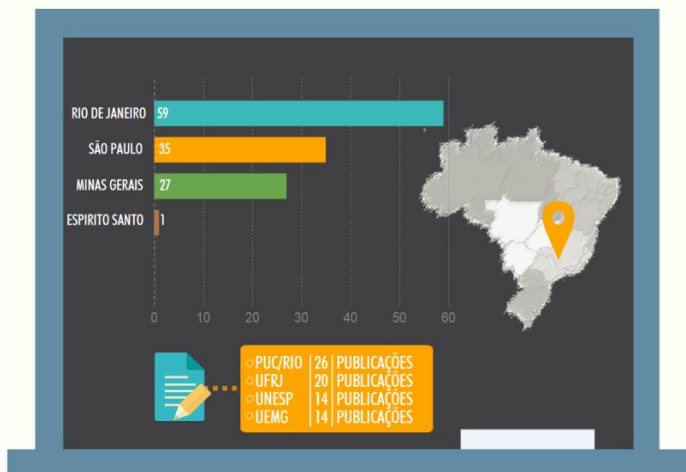 RIO DE JANEIRO 59
SÃO PAULO 35
MINAS GERAIS 27
ESPIRITO SANTO 1
0 10 20 30 40 50 60
PUC/RIO | 26 | PUBLICAÇÕES
UFRJ | 20 | PUBLICAÇÕES
UNESP | 14 | PUBLICAÇÕES
UEMG | 14 | PUBLICAÇÕES